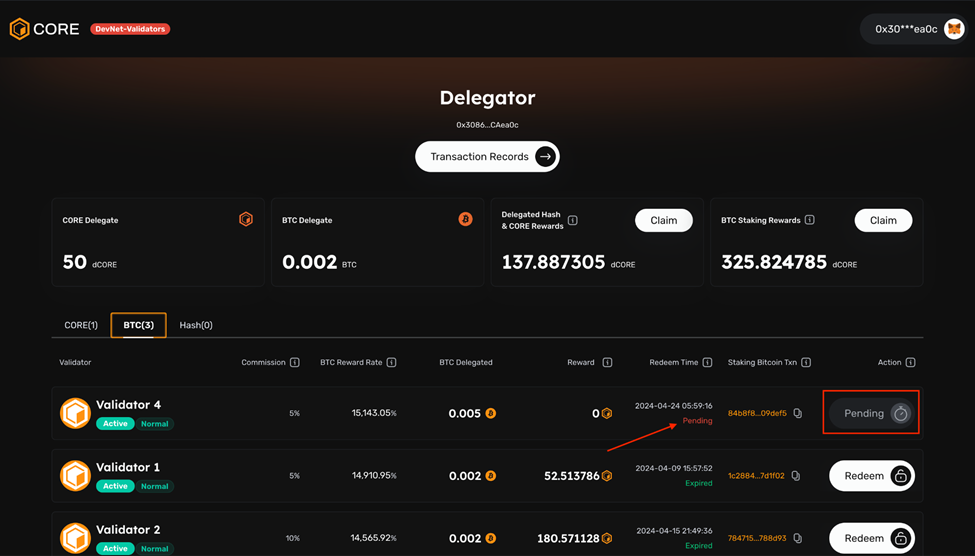 CORE DevNet-Validators 0x30***ea0c
Delegator
0x3086...CAea0c
Transaction Records
CORE Delegate
50 dCORE
BTC Delegate
0.002 BTC
Delegated Hash
& CORE Rewards
Claim
137.887305 dCORE
BTC Staking Rewards
Claim
325.824785 dCORE
CORE(1) BTC(3) Hash(0)
Validator Commission BTC Reward Rate BTC Delegated Reward Redeem Time Staking Bitcoin Txn Action
Validator 4
Active Normal
5% 15,143.05% 0.005 0
2024-04-24 05:59:16
Pending
84b8f8...09def5
Pending
Validator 1
Active Normal
5% 14,910.95% 0.002 52.513786
2024-04-09 15:57:52
Expired
1c2884...7d1f02
Redeem
Validator 2
Active Normal
10% 14,565.92% 0.002 180.571128
2024-04-15 21:49:36
Expired
784715...788d93
Redeem